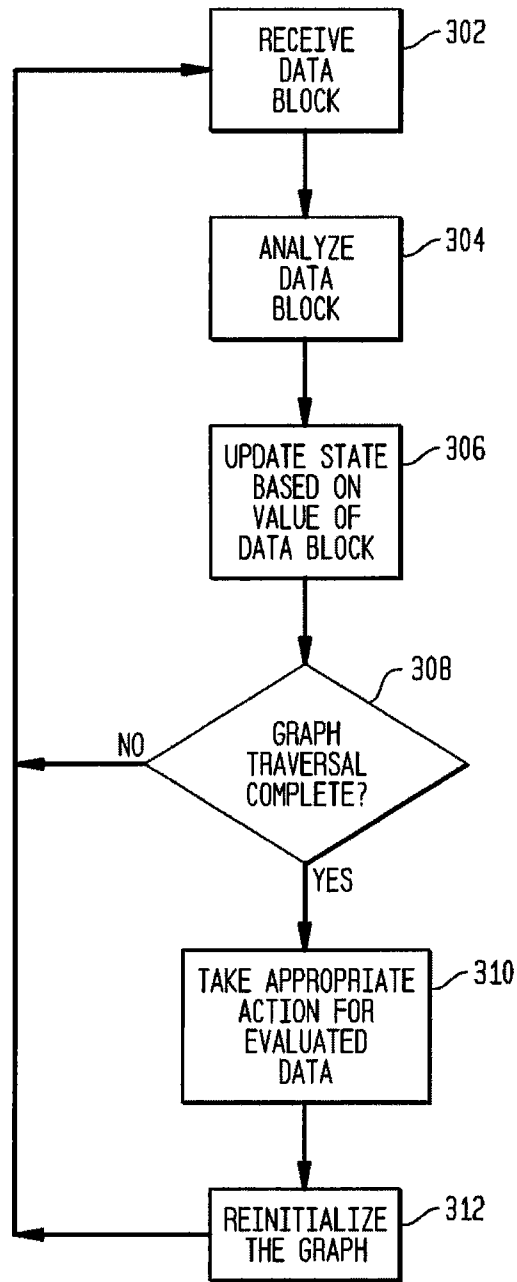 RECEIVE
DATA
BLOCK
302
ANALYZE
DATA
BLOCK
304
UPDATE STATE
BASED ON
VALUE OF
DATA BLOCK
306
308
GRAPH
TRAVERSAL
COMPLETE?
NO
YES
TAKE APPROPRIATE
ACTION FOR
EVALUATED
DATA
310
REINITIALIZE
THE GRAPH
312